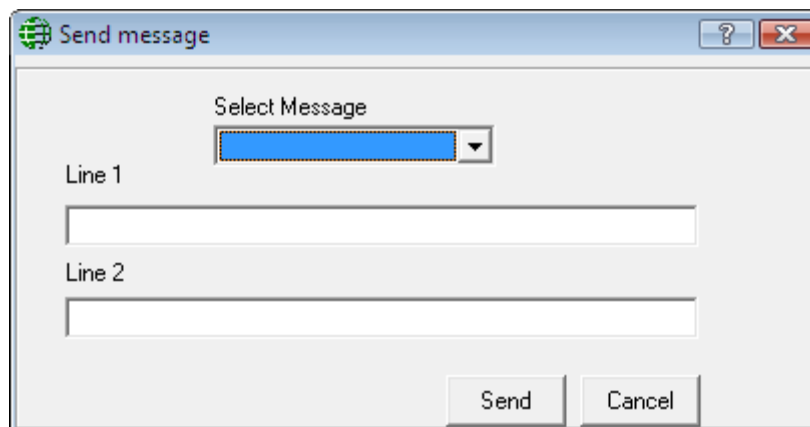 Send message
Select Message
Line 1
Line 2
Send Cancel